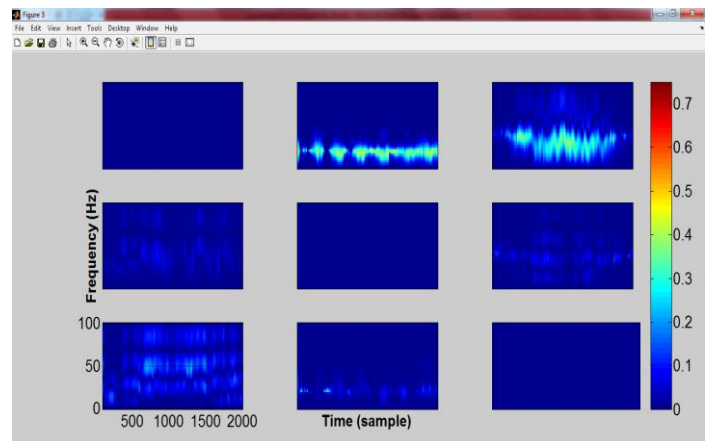 Figure 3
File Edit View Insert Tools Desktop Window Help
0.7
0.6
0.5
0.4
0.3
0.2
0.1
0
Frequency (Hz)
100
50
0
500 1000 1500 2000
Time (sample)